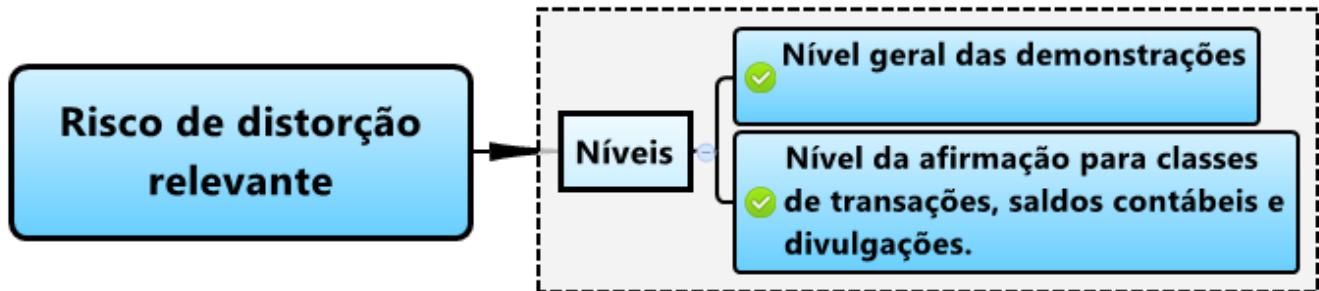 Risco de distorção
relevante
Níveis
Nível geral das demonstrações
Nível da afirmação para classes
de transações, saldos contábeis e
divulgações.